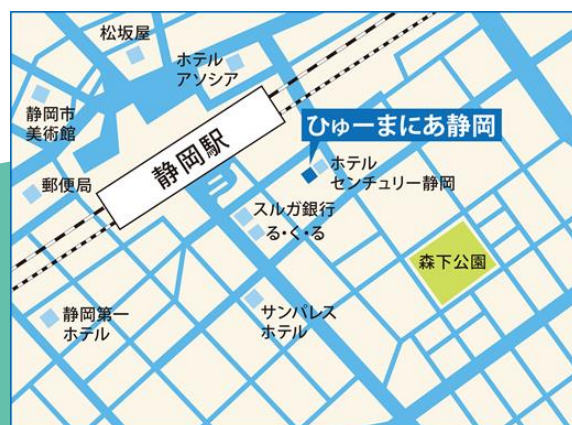 松坂屋
ホテル
アソシア
静岡市
美術館
静岡駅
ひゅーまにあ静岡
ホテル
センチュリー静岡
郵便局
スルガ銀行
る・く・る
森下公園
静岡第一
ホテル
サンパレス
ホテル